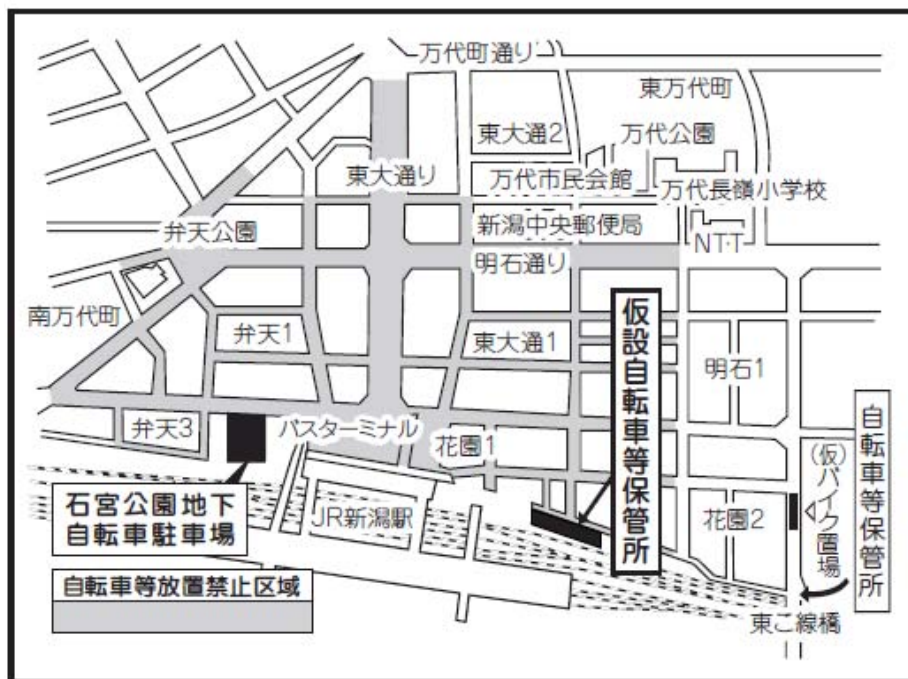 万代町通り
東万代町
東大通2
万代公園
東大通り
万代市民会館
万代長嶺小学校
弁天公園
新潟中央郵便局
NTT
明石通り
南万代町
弁天1
東大通1
仮設自転車等保管所
明石1
弁天3
バスターミナル
花園1
自転車等保管所
(仮)バイク置場
石宮公園地下
自転車駐車場
JR新潟駅
花園2
自転車等放置禁止区域
東こ線橋